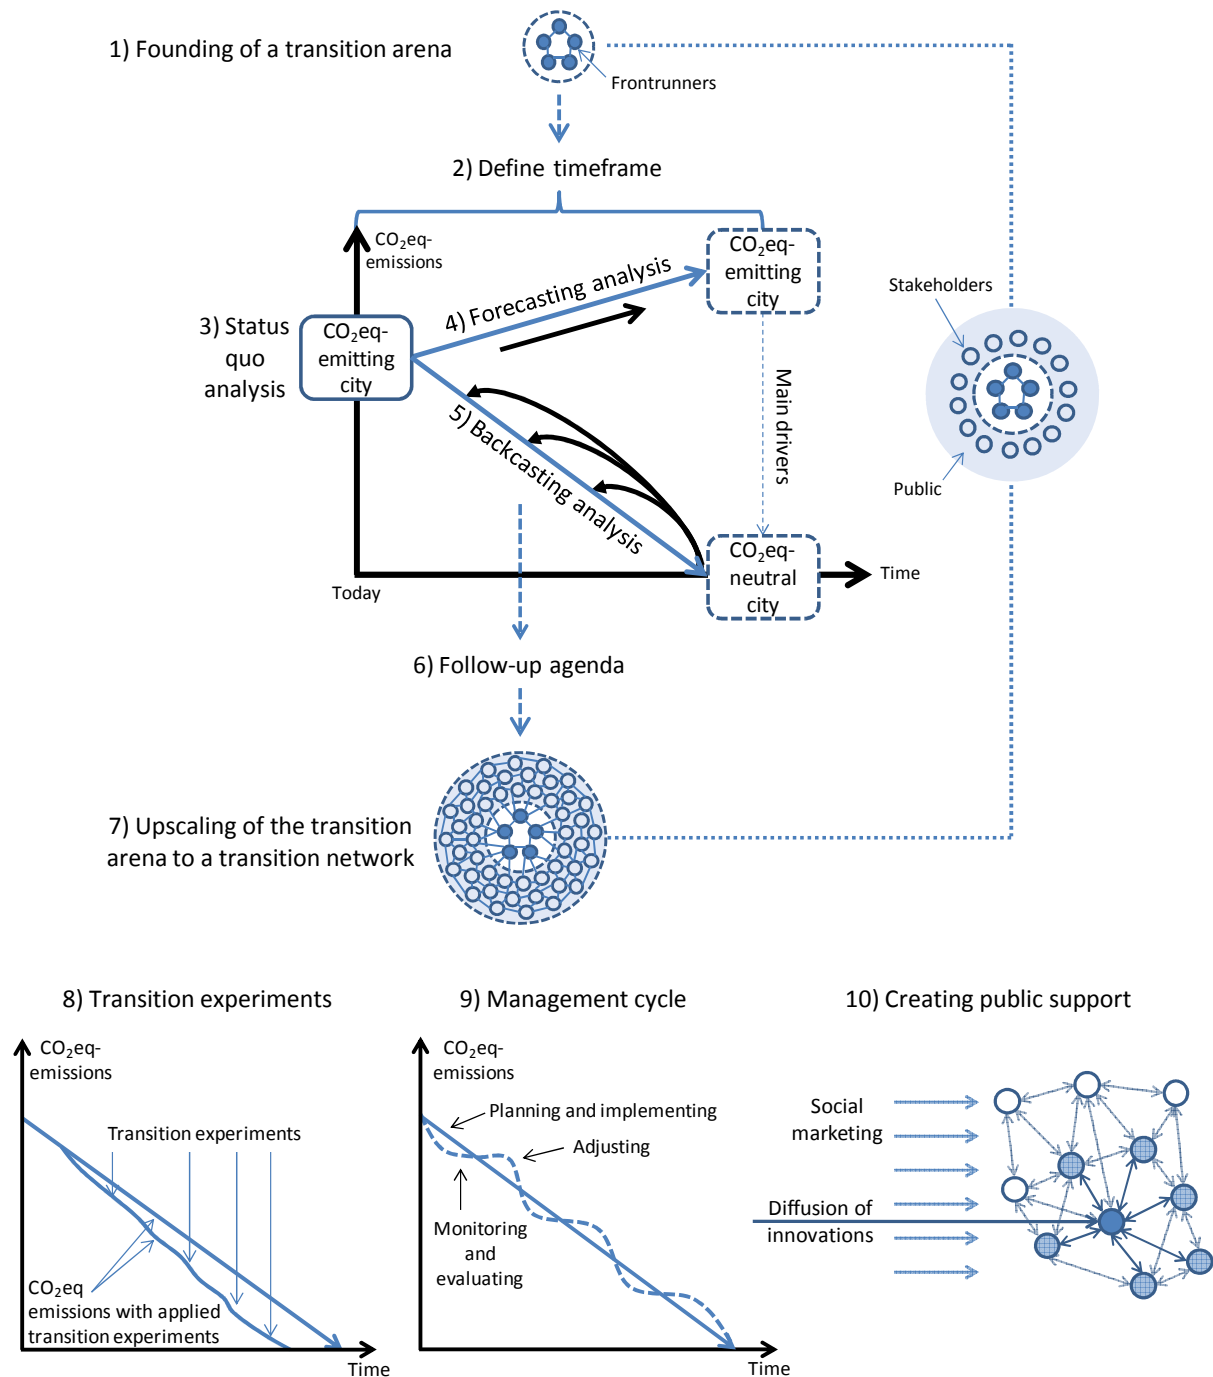 1) Founding of a transition arena
Frontrunners
2) Define timeframe
CO₂eq-
emissions
CO₂eq-
emitting
city
4) Forecasting analysis
3) Status
quo
analysis
CO₂eq-
emitting
city
Stakeholders
Main drivers
5) Backcasting analysis
Public
CO₂eq-
neutral
city
Time
Today
6) Follow-up agenda
7) Upscaling of the transition
arena to a transition network
8) Transition experiments
CO₂eq-
emissions
Transition experiments
CO₂eq
emissions with applied
transition experiments
Time
9) Management cycle
CO₂eq-
emissions
Planning and implementing
Adjusting
Monitoring
and
evaluating
Time
10) Creating public support
Social
marketing
Diffusion of
innovations